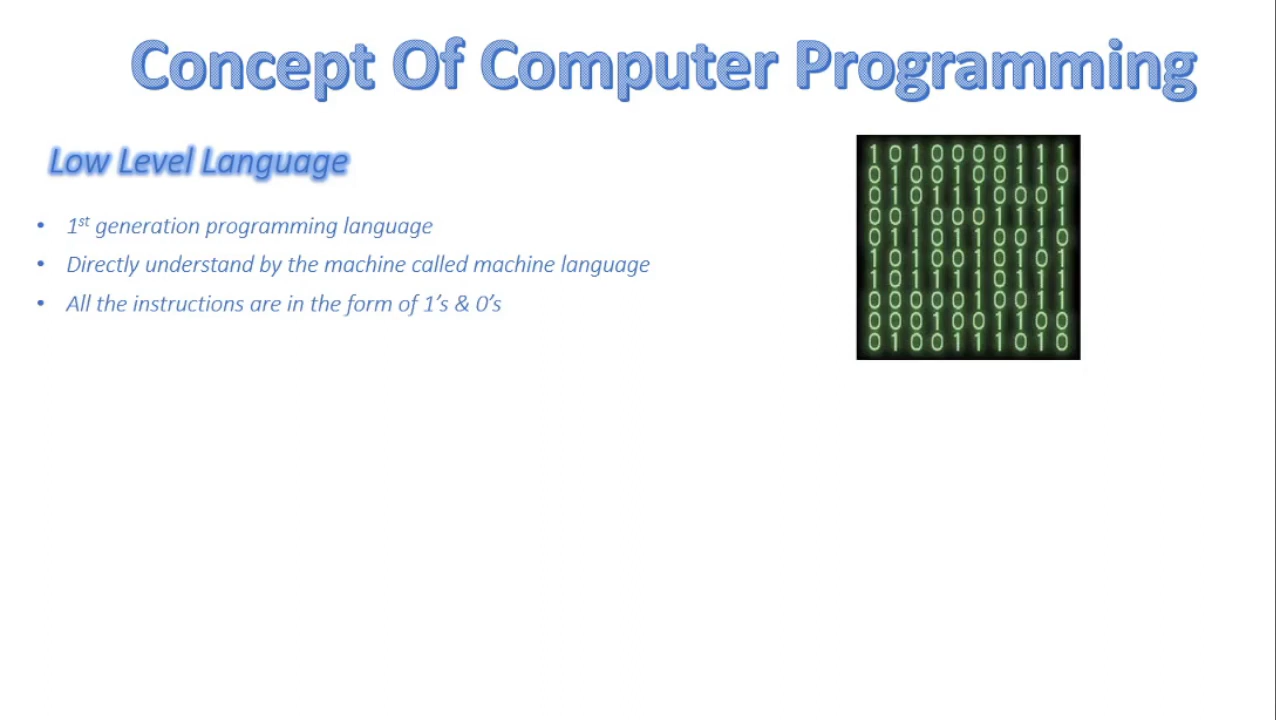 Concept Of Computer Programming
Low Level Language
• 1st generation programming language
• Directly understand by the machine called machine language
• All the instructions are in the form of 1's & 0's
1 0 1 0 0 0 0 1 1 1
0 1 0 0 1 0 0 1 1 0
0 1 0 1 1 1 0 0 0 1
0 0 1 0 0 0 1 1 1 1
0 1 1 0 1 1 0 0 1 0
1 0 1 0 0 1 0 1 0 1
1 0 1 1 1 1 0 1 1 1
0 0 0 0 0 1 0 0 1 1
0 0 0 1 0 0 1 1 0 0
0 1 0 0 1 1 1 0 1 0